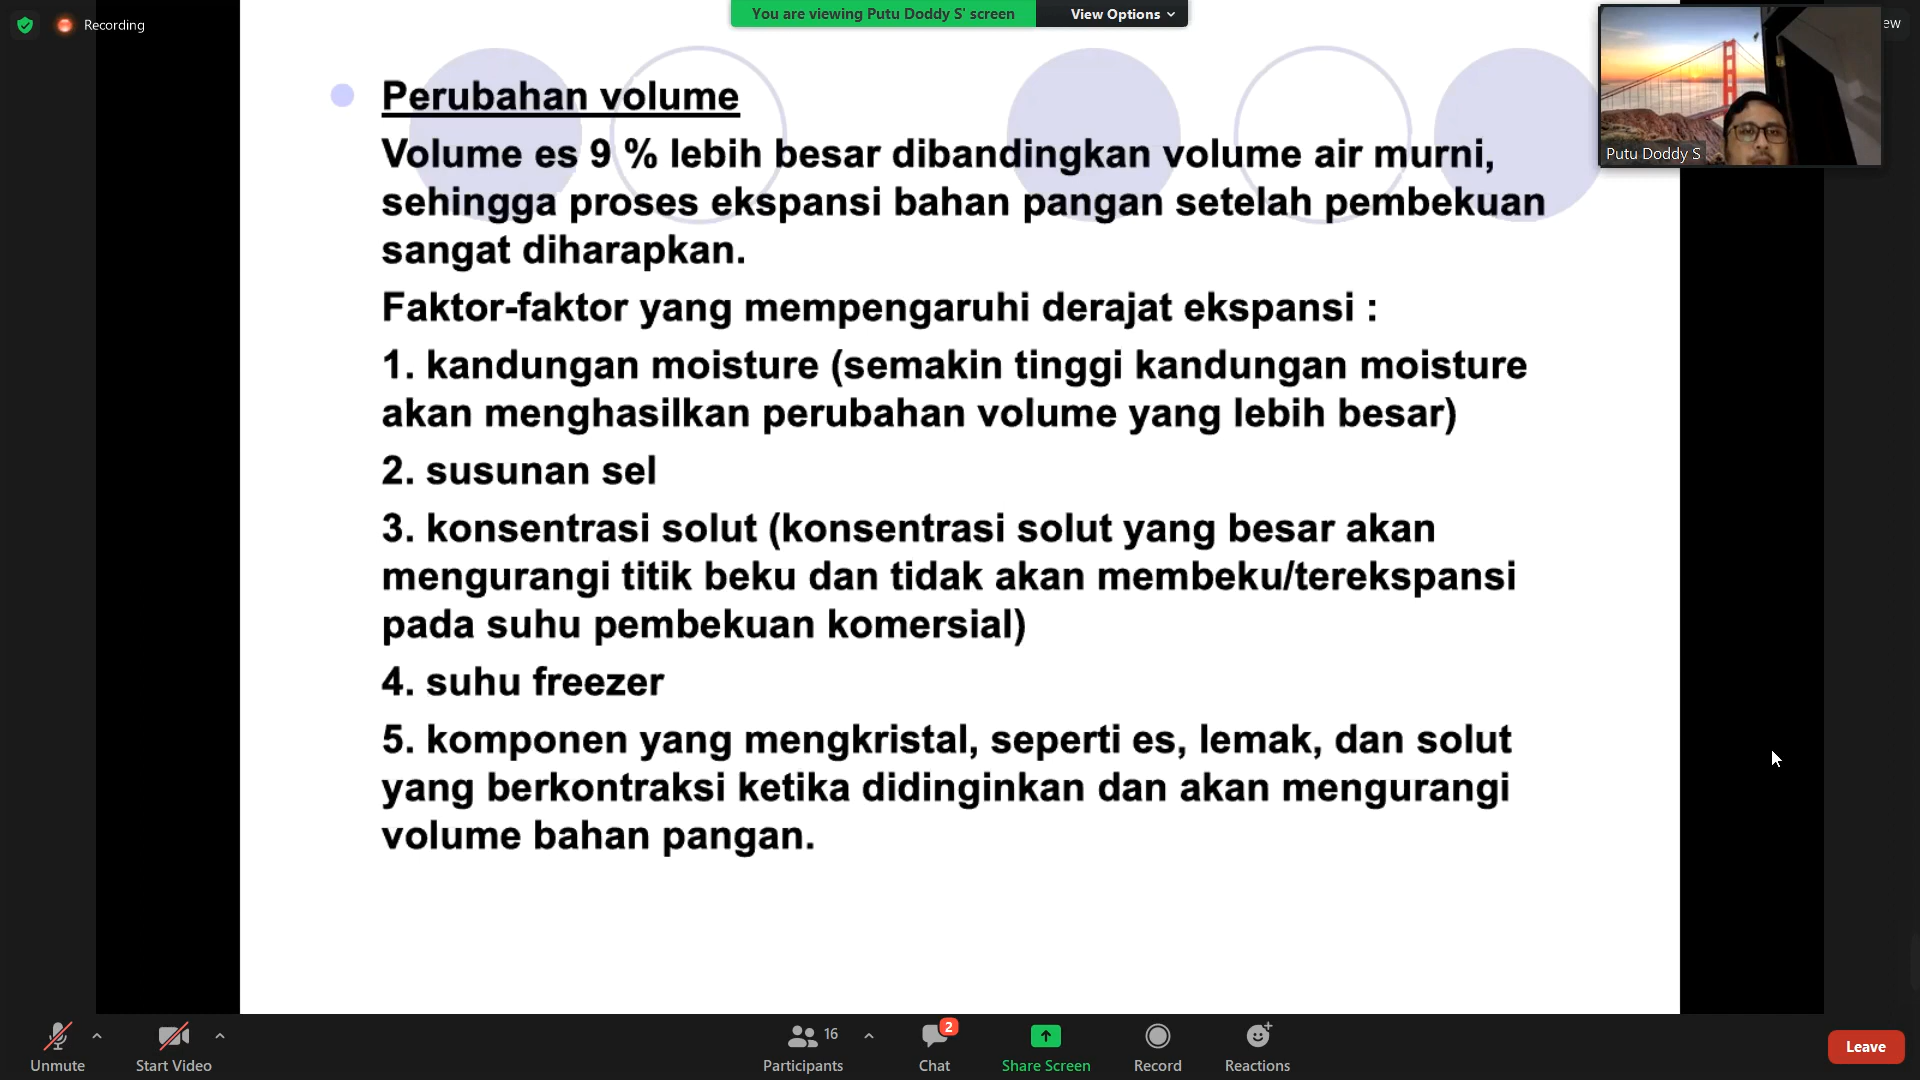 Recording
You are viewing Putu Doddy S' screen
View Options
ew
Putu Doddy S
Perubahan volume
Volume es 9 % lebih besar dibandingkan volume air murni,
sehingga proses ekspansi bahan pangan setelah pembekuan
sangat diharapkan.
Faktor-faktor yang mempengaruhi derajat ekspansi :
1. kandungan moisture (semakin tinggi kandungan moisture
akan menghasilkan perubahan volume yang lebih besar)
2. susunan sel
3. konsentrasi solut (konsentrasi solut yang besar akan
mengurangi titik beku dan tidak akan membeku/terekspansi
pada suhu pembekuan komersial)
4. suhu freezer
5. komponen yang mengkristal, seperti es, lemak, dan solut
yang berkontraksi ketika didinginkan dan akan mengurangi
volume bahan pangan.
Unmute
Start Video
16
Participants
2
Chat
Share Screen
Record
Reactions
Leave